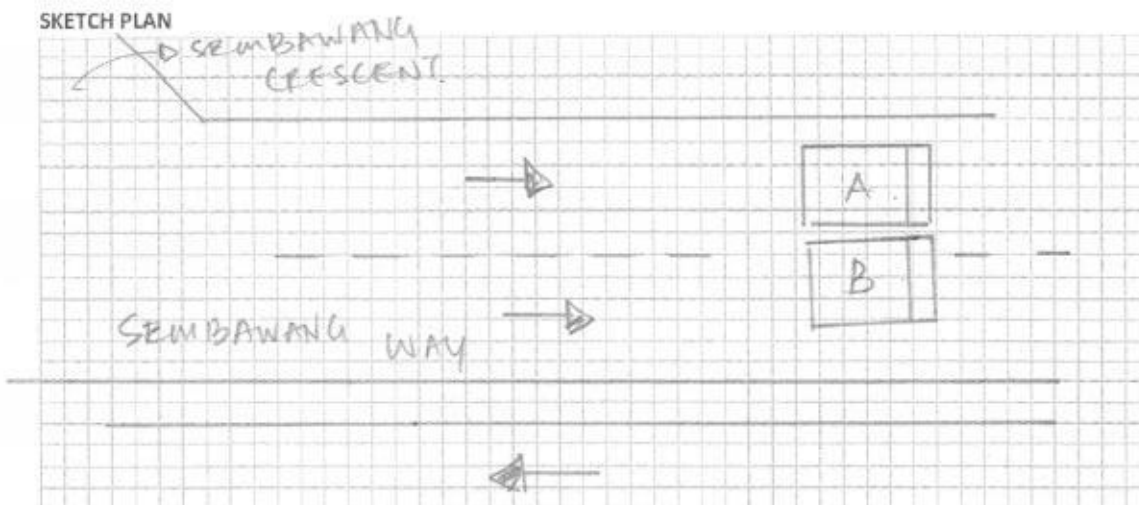 SKETCH PLAN
SEMBAWANG
CRESCENT.
A
B
SEMBAWANG WAY